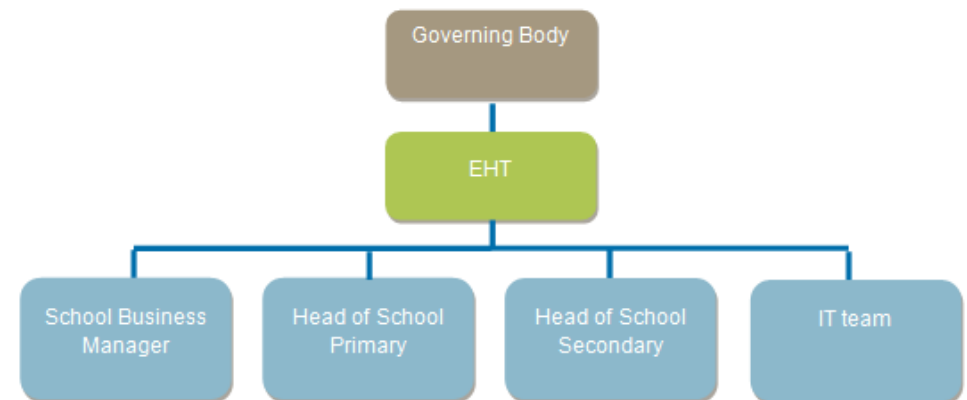 Governing Body
EHT
School Business
Manager
Head of School
Primary
Head of School
Secondary
IT team